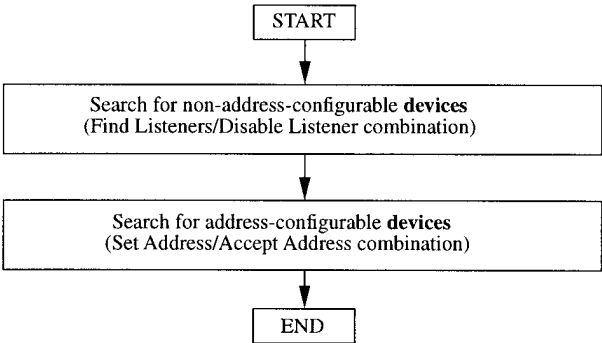 START
Search for non-address-configurable devices
(Find Listeners/Disable Listener combination)
Search for address-configurable devices
(Set Address/Accept Address combination)
END